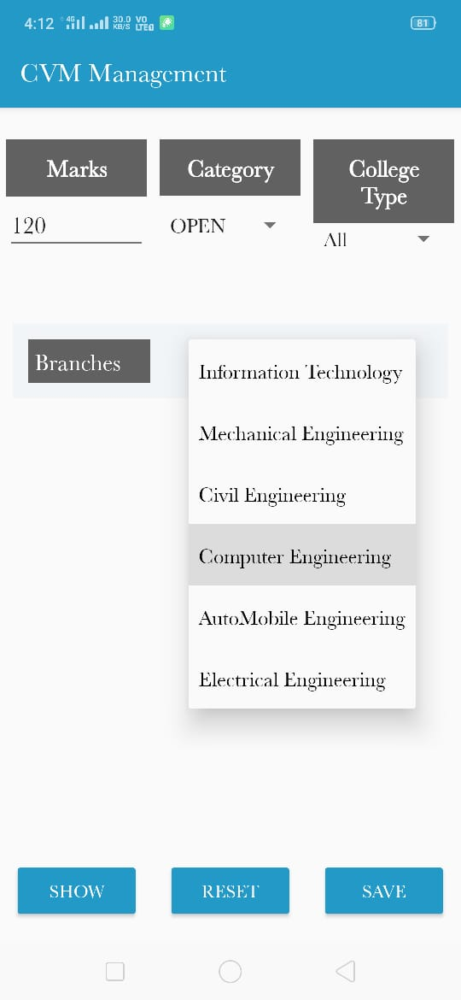 4:12 4G 30.0 KB/S VO LTE 81
CVM Management
Marks
Category
College
Type
120
OPEN
All
Branches
Information Technology
Mechanical Engineering
Civil Engineering
Computer Engineering
AutoMobile Engineering
Electrical Engineering
SHOW
RESET
SAVE